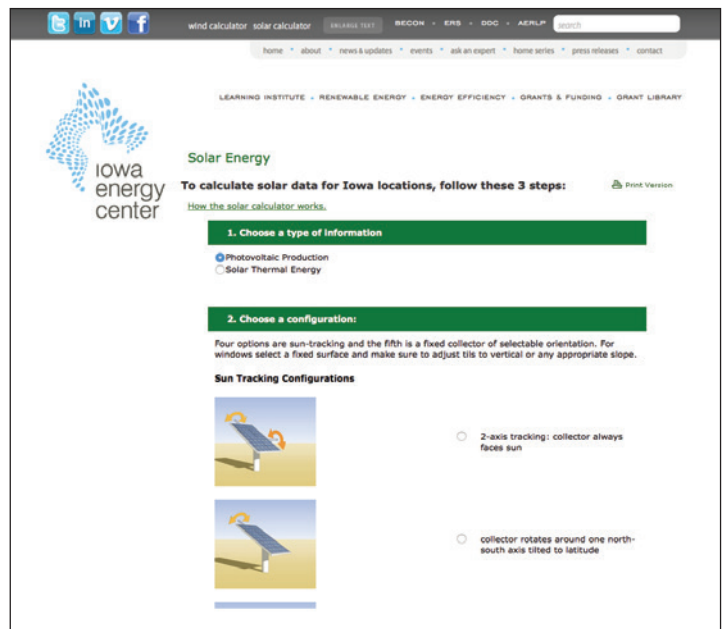 wind calculator solar calculator ENLARGE TEXT BECON ERS DOC AERLP search
home about news & updates events ask an expert home series press releases contact
LEARNING INSTITUTE RENEWABLE ENERGY ENERGY EFFICIENCY GRANTS & FUNDING GRANT LIBRARY
iowa
energy
center
Solar Energy
To calculate solar data for Iowa locations, follow these 3 steps:
Print Version
How the solar calculator works.
1. Choose a type of information
Photovoltaic Production
Solar Thermal Energy
2. Choose a configuration:
Four options are sun-tracking and the fifth is a fixed collector of selectable orientation. For
windows select a fixed surface and make sure to adjust tils to vertical or any appropriate slope.
Sun Tracking Configurations
2-axis tracking: collector always
faces sun
collector rotates around one north-
south axis tilted to latitude